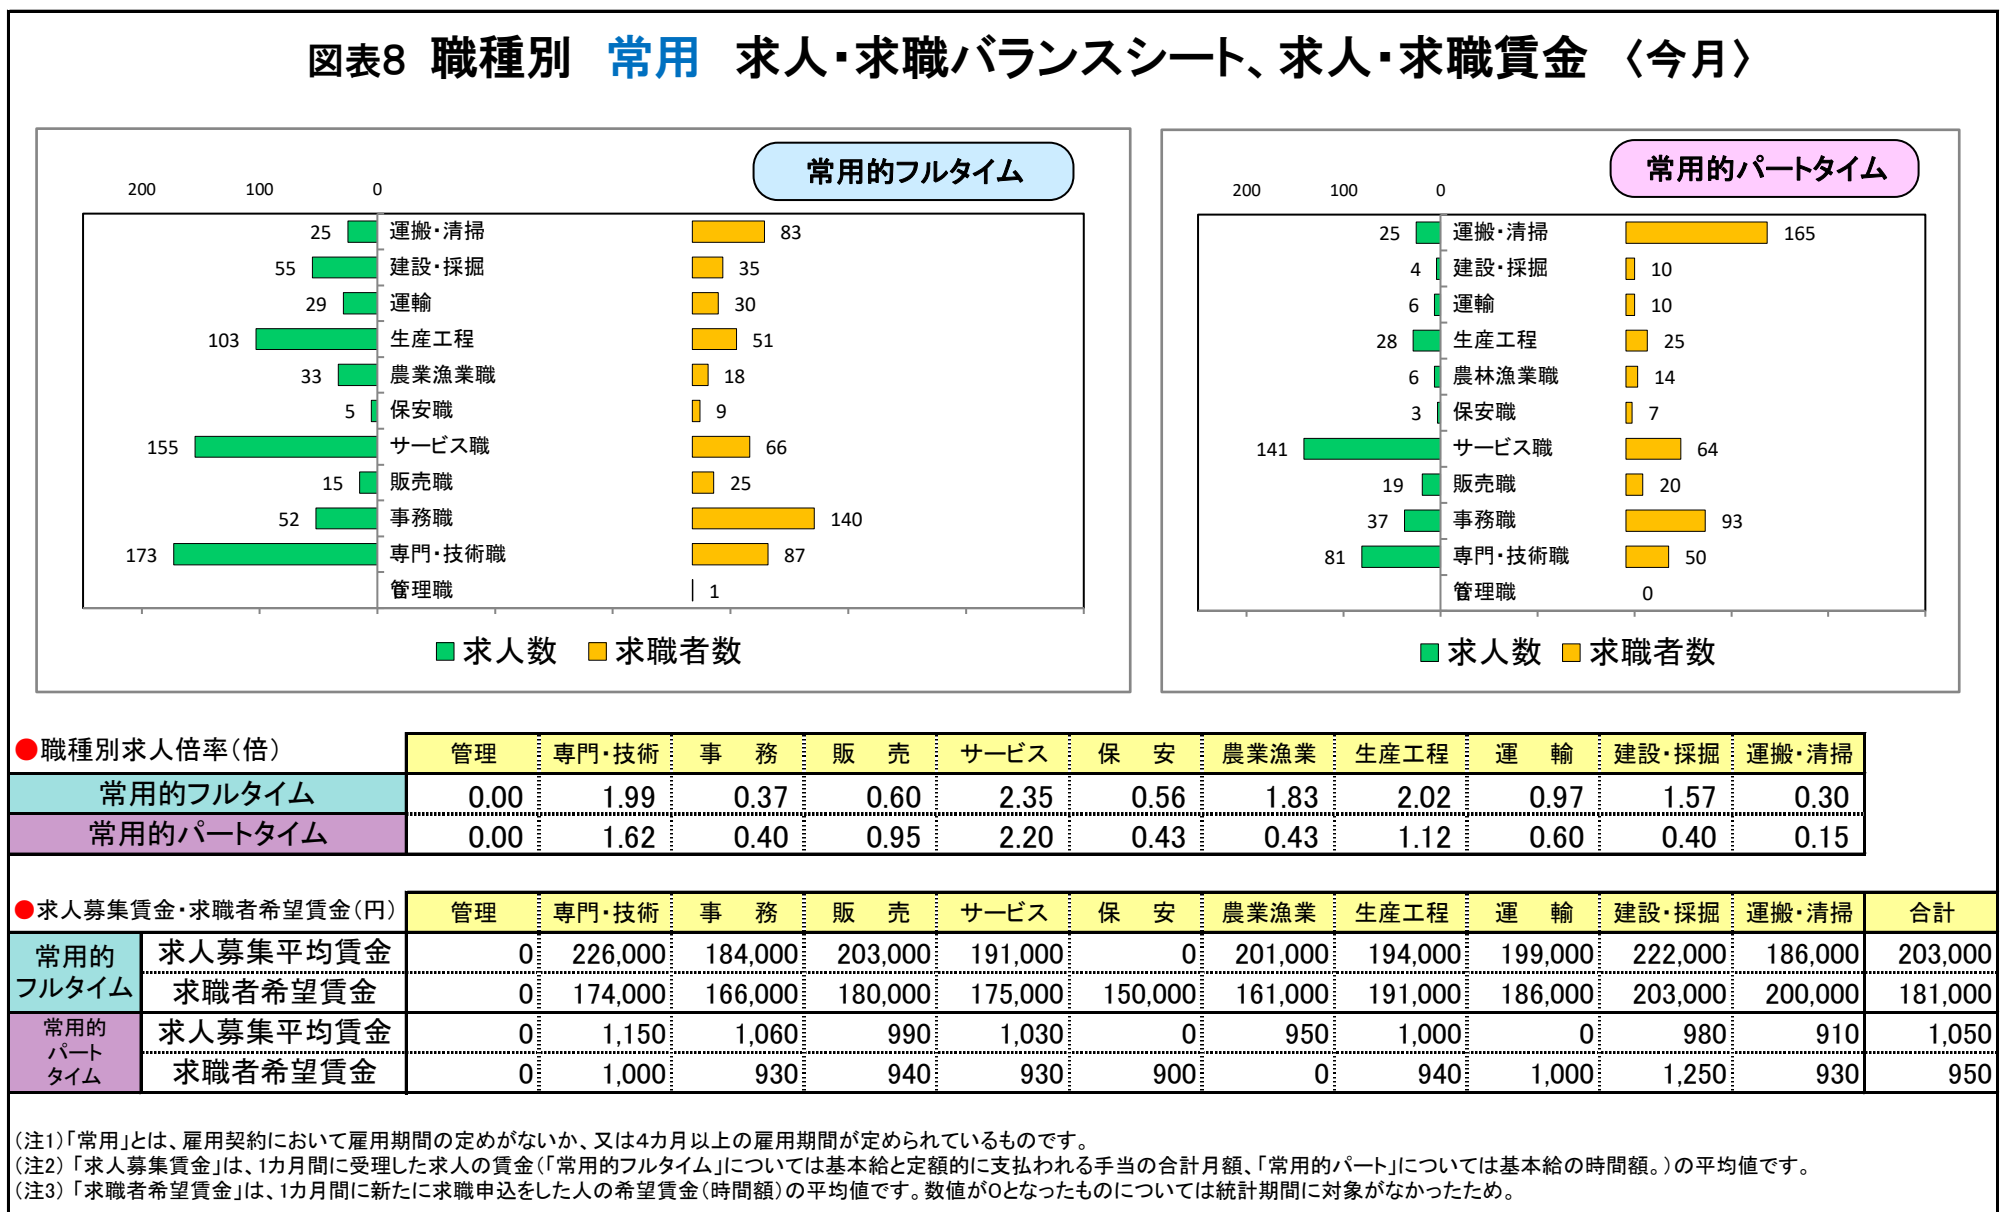 図表8 職種別 常用 求人・求職バランスシート、求人・求職賃金 〈今月〉
常用的フルタイム
200 100 0
25 運搬・清掃 83
55 建設・採掘 35
29 運輸 30
103 生産工程 51
33 農業漁業職 18
5 保安職 9
155 サービス職 66
15 販売職 25
52 事務職 140
173 専門・技術職 87
管理職 1
求人数 求職者数
常用的パートタイム
200 100 0
25 運搬・清掃 165
4 建設・採掘 10
6 運輸 10
28 生産工程 25
6 農林漁業職 14
3 保安職 7
141 サービス職 64
19 販売職 20
37 事務職 93
81 専門・技術職 50
管理職 0
求人数 求職者数
●職種別求人倍率(倍) 管理 専門・技術 事 務 販 売 サービス 保 安 農業漁業 生産工程 運 輸 建設・採掘 運搬・清掃
常用的フルタイム 0.00 1.99 0.37 0.60 2.35 0.56 1.83 2.02 0.97 1.57 0.30
常用的パートタイム 0.00 1.62 0.40 0.95 2.20 0.43 0.43 1.12 0.60 0.40 0.15
●求人募集賃金・求職者希望賃金(円) 管理 専門・技術 事 務 販 売 サービス 保 安 農業漁業 生産工程 運 輸 建設・採掘 運搬・清掃 合計
常用的
フルタイム
求人募集平均賃金 0 226,000 184,000 203,000 191,000 0 201,000 194,000 199,000 222,000 186,000 203,000
求職者希望賃金 0 174,000 166,000 180,000 175,000 150,000 161,000 191,000 186,000 203,000 200,000 181,000
常用的
パート
タイム
求人募集平均賃金 0 1,150 1,060 990 1,030 0 950 1,000 0 980 910 1,050
求職者希望賃金 0 1,000 930 940 930 900 0 940 1,000 1,250 930 950
(注1)「常用」とは、雇用契約において雇用期間の定めがないか、又は4カ月以上の雇用期間が定められているものです。
(注2) 「求人募集賃金」は、1カ月間に受理した求人の賃金(「常用的フルタイム」については基本給と定額的に支払われる手当の合計月額、「常用的パート」については基本給の時間額。)の平均値です。
(注3) 「求職者希望賃金」は、1カ月間に新たに求職申込をした人の希望賃金(時間額)の平均値です。数値が0となったものについては統計期間に対象がなかったため。